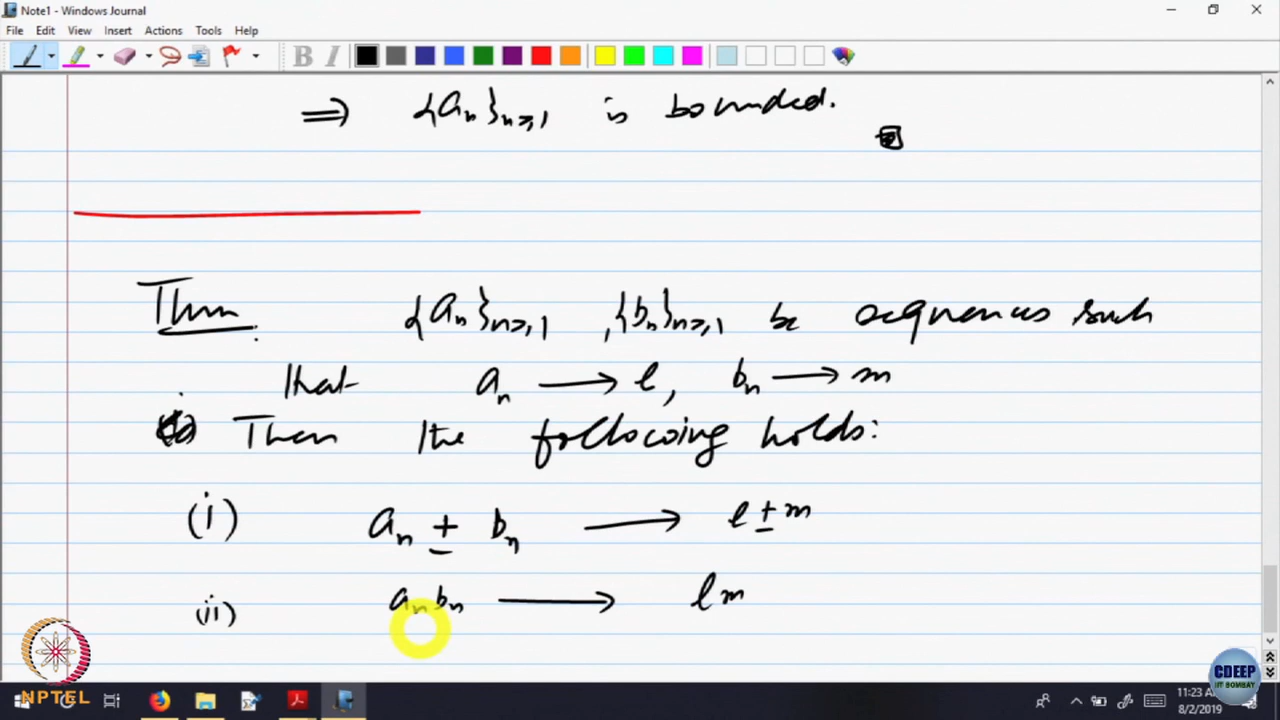 Note1 - Windows Journal
File Edit View Insert Actions Tools Help
B I
⇒ {aₙ}ₙ≥₁ is bounded.
Thm. {aₙ}ₙ≥₁, {bₙ}ₙ≥₁ be sequences such
that aₙ → l, bₙ → m
Then the following holds:
(i) aₙ ± bₙ → l ± m
(ii) aₙbₙ → lm
NPTEL
CDEEP
IIT BOMBAY
11:23 A
8/2/2019